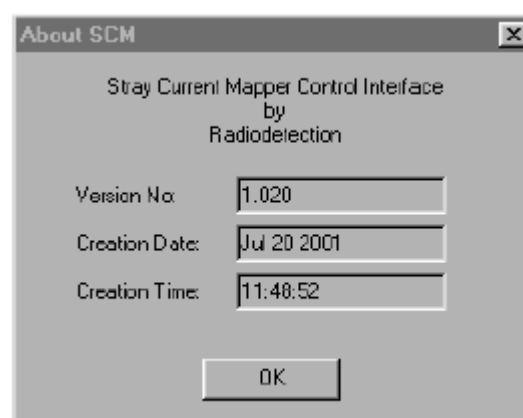 About SCM
Stray Current Mapper Control Interface
by
Radiodetection
Version No:
1.020
Creation Date:
Jul 20 2001
Creation Time:
11:48:52
OK